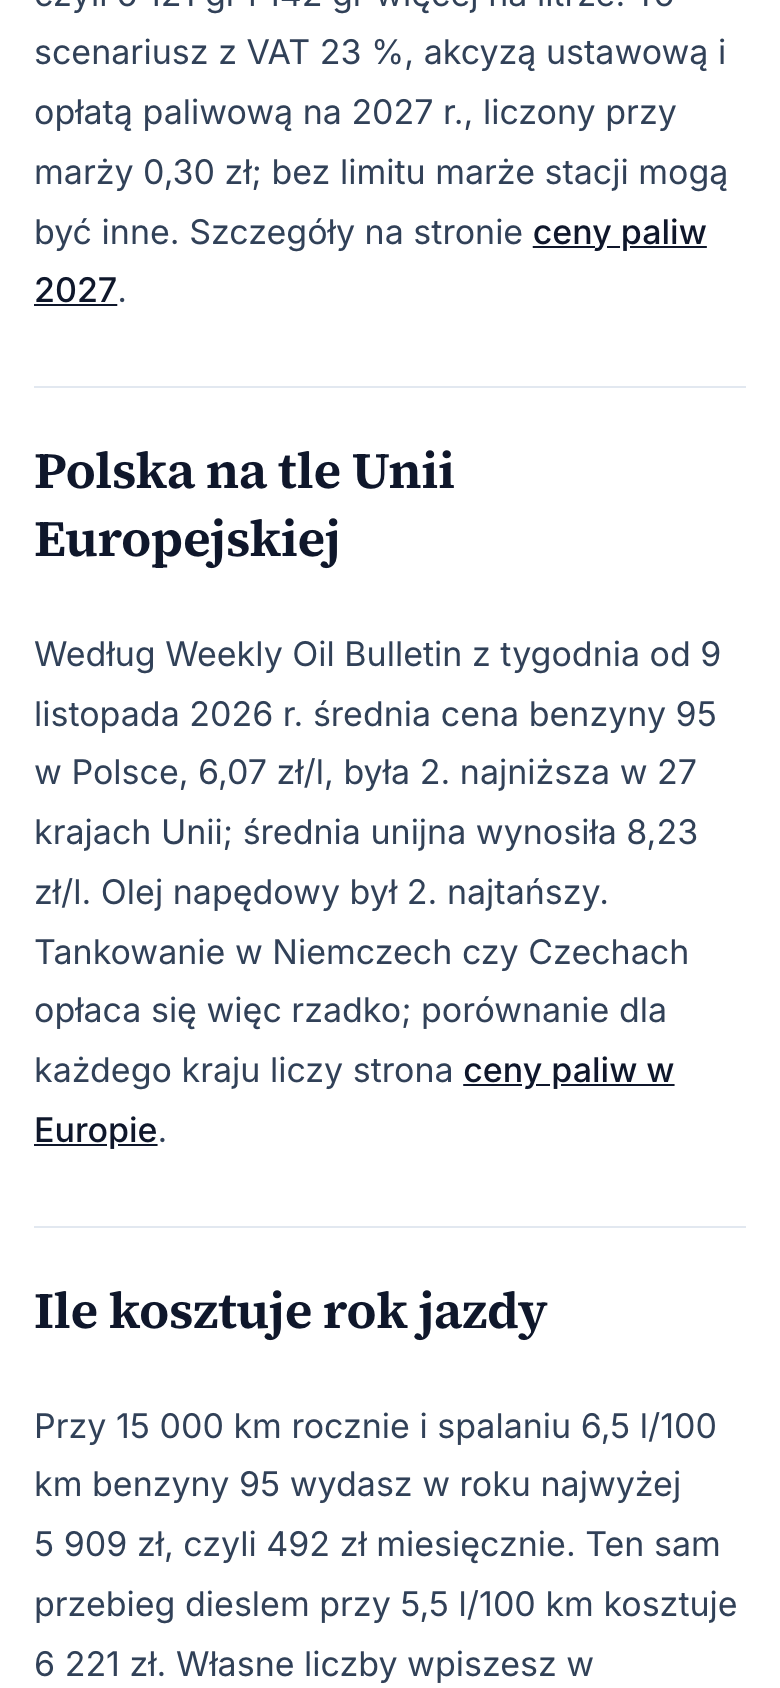 scenariusz z VAT 23 %, akcyzą ustawową i
opłatą paliwową na 2027 r., liczony przy
marży 0,30 zł; bez limitu marże stacji mogą
być inne. Szczegóły na stronie ceny paliw
2027.
Polska na tle Unii
Europejskiej
Według Weekly Oil Bulletin z tygodnia od 9
listopada 2026 r. średnia cena benzyny 95
w Polsce, 6,07 zł/l, była 2. najniższa w 27
krajach Unii; średnia unijna wynosiła 8,23
zł/l. Olej napędowy był 2. najtańszy.
Tankowanie w Niemczech czy Czechach
opłaca się więc rzadko; porównanie dla
każdego kraju liczy strona ceny paliw w
Europie.
Ile kosztuje rok jazdy
Przy 15 000 km rocznie i spalaniu 6,5 l/100
km benzyny 95 wydasz w roku najwyżej
5 909 zł, czyli 492 zł miesięcznie. Ten sam
przebieg dieslem przy 5,5 l/100 km kosztuje
6 221 zł. Własne liczby wpiszesz w